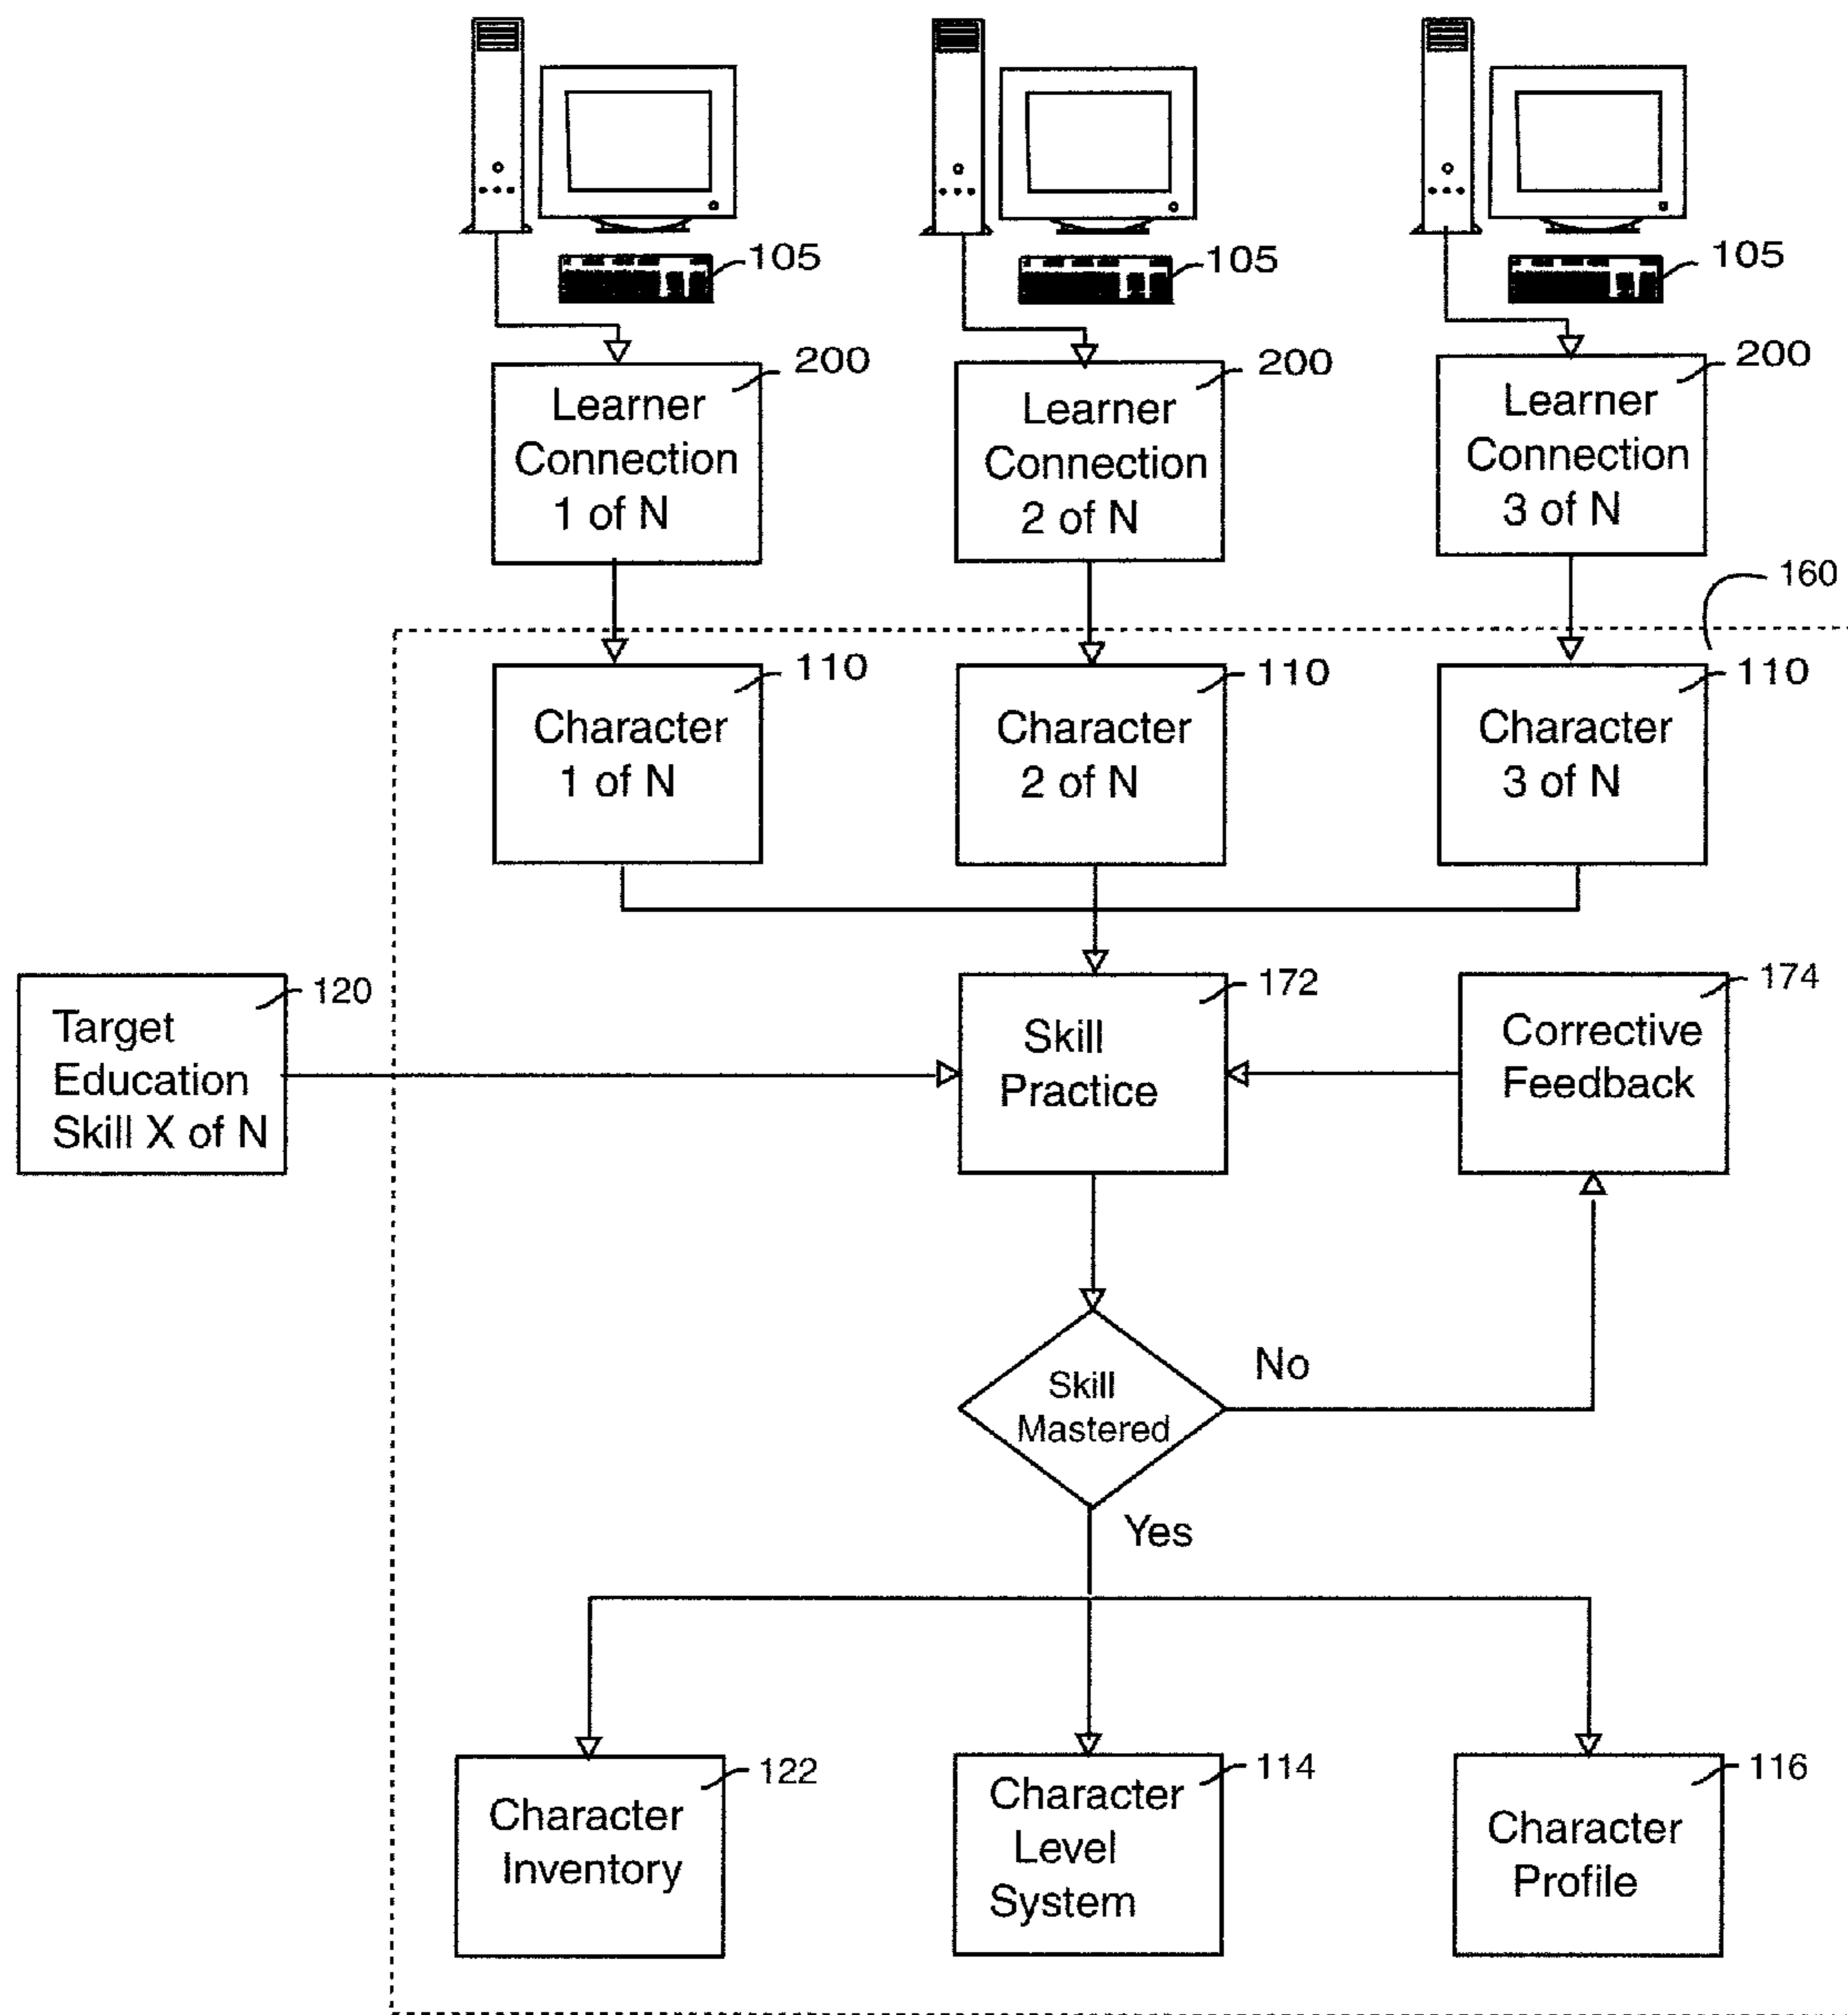 105
105
105
200
Learner
Connection
1 of N
200
Learner
Connection
2 of N
200
Learner
Connection
3 of N
160
110
Character
1 of N
110
Character
2 of N
110
Character
3 of N
120
Target
Education
Skill X of N
172
Skill
Practice
174
Corrective
Feedback
Skill
Mastered
No
Yes
122
Character
Inventory
114
Character
Level
System
116
Character
Profile